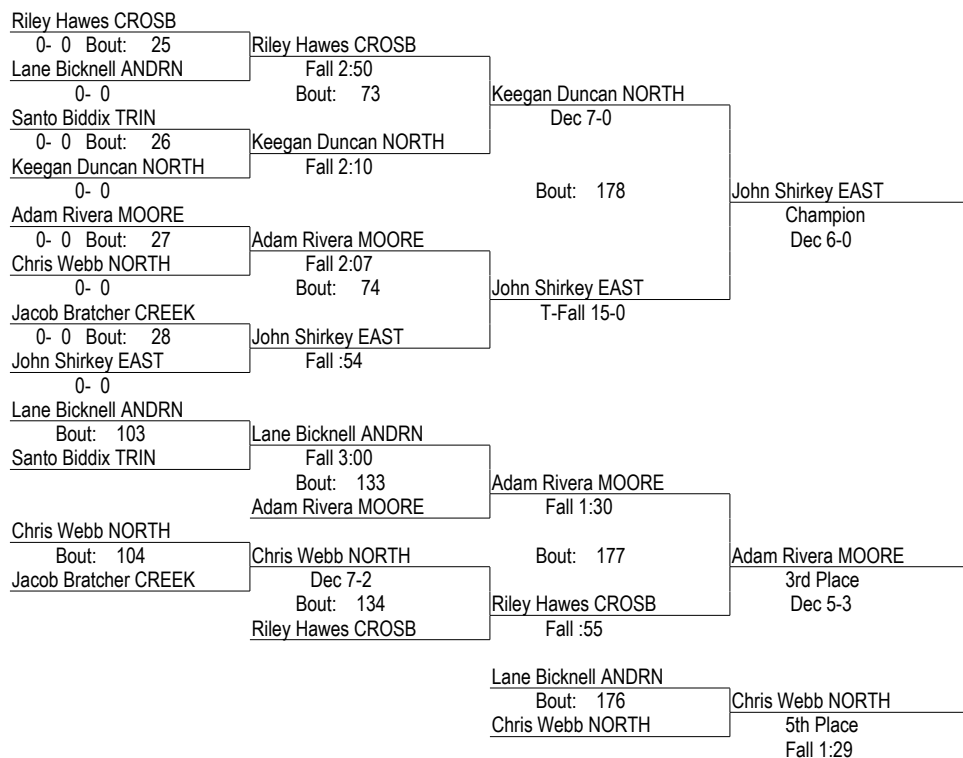 Riley Hawes CROSB
0- 0 Bout: 25
Lane Bicknell ANDRN
0- 0
Santo Biddix TRIN
0- 0 Bout: 26
Keegan Duncan NORTH
0- 0
Adam Rivera MOORE
0- 0 Bout: 27
Chris Webb NORTH
0- 0
Jacob Bratcher CREEK
0- 0 Bout: 28
John Shirkey EAST
0- 0
Riley Hawes CROSB
Fall 2:50
Bout: 73
Keegan Duncan NORTH
Fall 2:10
Adam Rivera MOORE
Fall 2:07
Bout: 74
John Shirkey EAST
Fall :54
Keegan Duncan NORTH
Dec 7-0
Bout: 178
John Shirkey EAST
T-Fall 15-0
John Shirkey EAST
Champion
Dec 6-0
Lane Bicknell ANDRN
Bout: 103
Santo Biddix TRIN
Chris Webb NORTH
Bout: 104
Jacob Bratcher CREEK
Lane Bicknell ANDRN
Fall 3:00
Bout: 133
Adam Rivera MOORE
Chris Webb NORTH
Dec 7-2
Bout: 134
Riley Hawes CROSB
Adam Rivera MOORE
Fall 1:30
Bout: 177
Riley Hawes CROSB
Fall :55
Adam Rivera MOORE
3rd Place
Dec 5-3
Lane Bicknell ANDRN
Bout: 176
Chris Webb NORTH
Chris Webb NORTH
5th Place
Fall 1:29